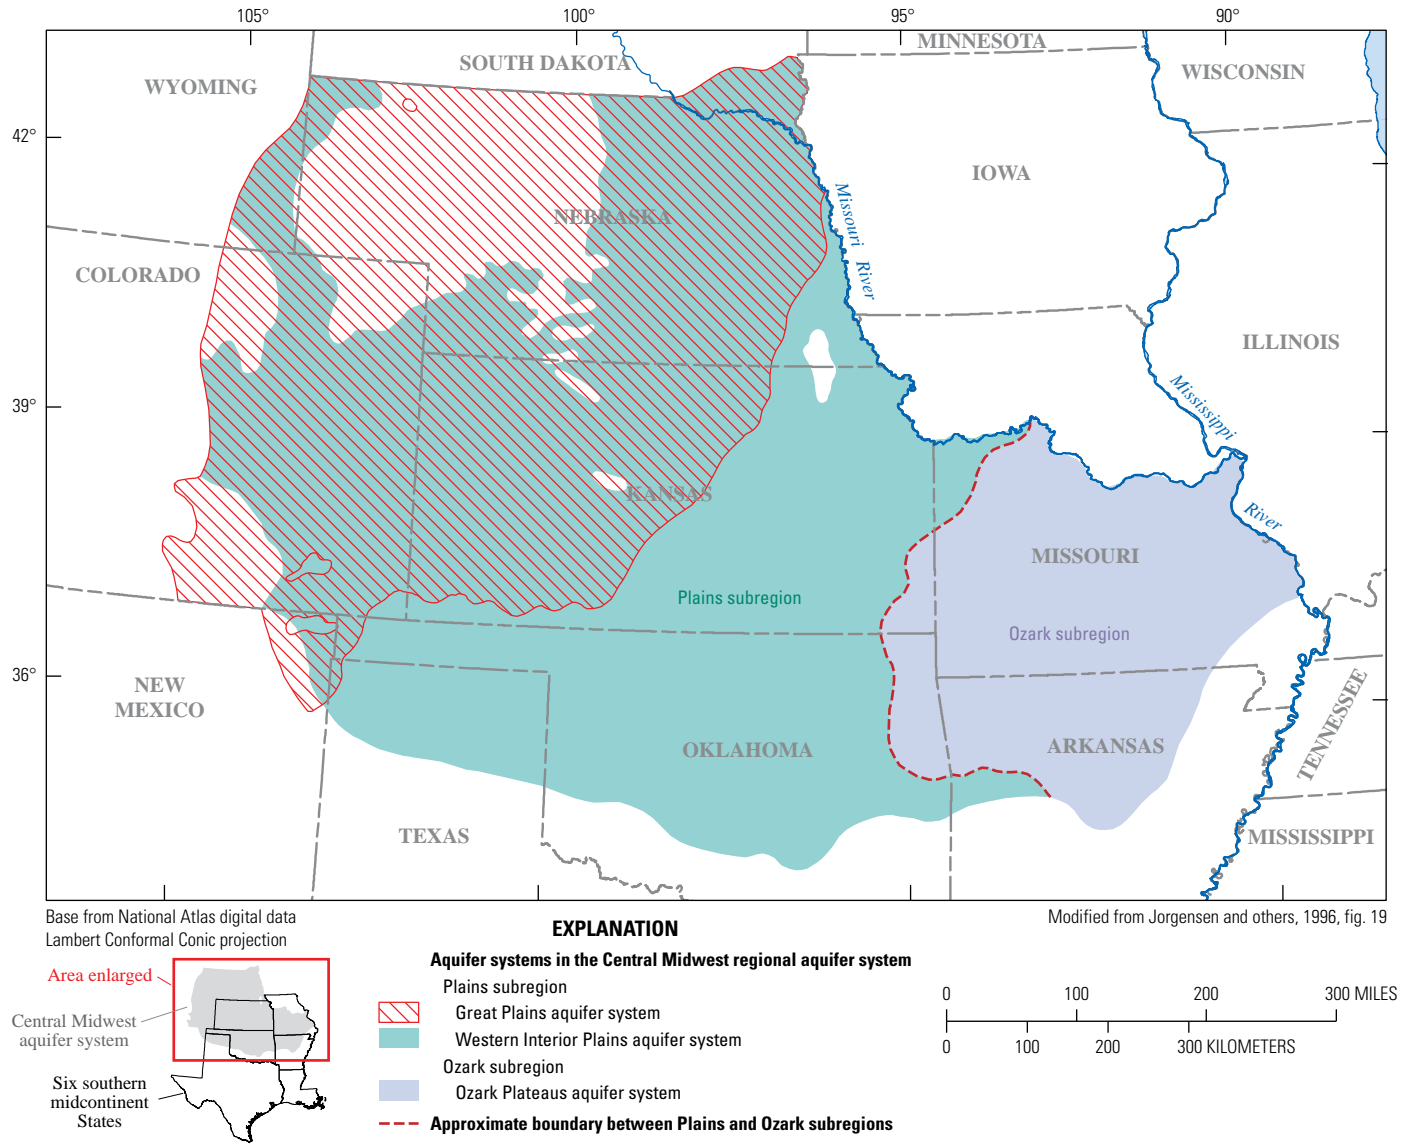 105°
100°
95°
90°
MINNESOTA
SOUTH DAKOTA
WISCONSIN
WYOMING
42°
IOWA
Missouri River
NEBRASKA
COLORADO
ILLINOIS
Mississippi River
39°
KANSAS
MISSOURI
Plains subregion
Ozark subregion
36°
NEW
MEXICO
TENNESSEE
OKLAHOMA
ARKANSAS
TEXAS
MISSISSIPPI
Base from National Atlas digital data
Lambert Conformal Conic projection
Modified from Jorgensen and others, 1996, fig. 19
EXPLANATION
Aquifer systems in the Central Midwest regional aquifer system
Plains subregion
Great Plains aquifer system
Western Interior Plains aquifer system
Ozark subregion
Ozark Plateaus aquifer system
Approximate boundary between Plains and Ozark subregions
Area enlarged
Central Midwest
aquifer system
Six southern
midcontinent
States
0 100 200 300 MILES
0 100 200 300 KILOMETERS